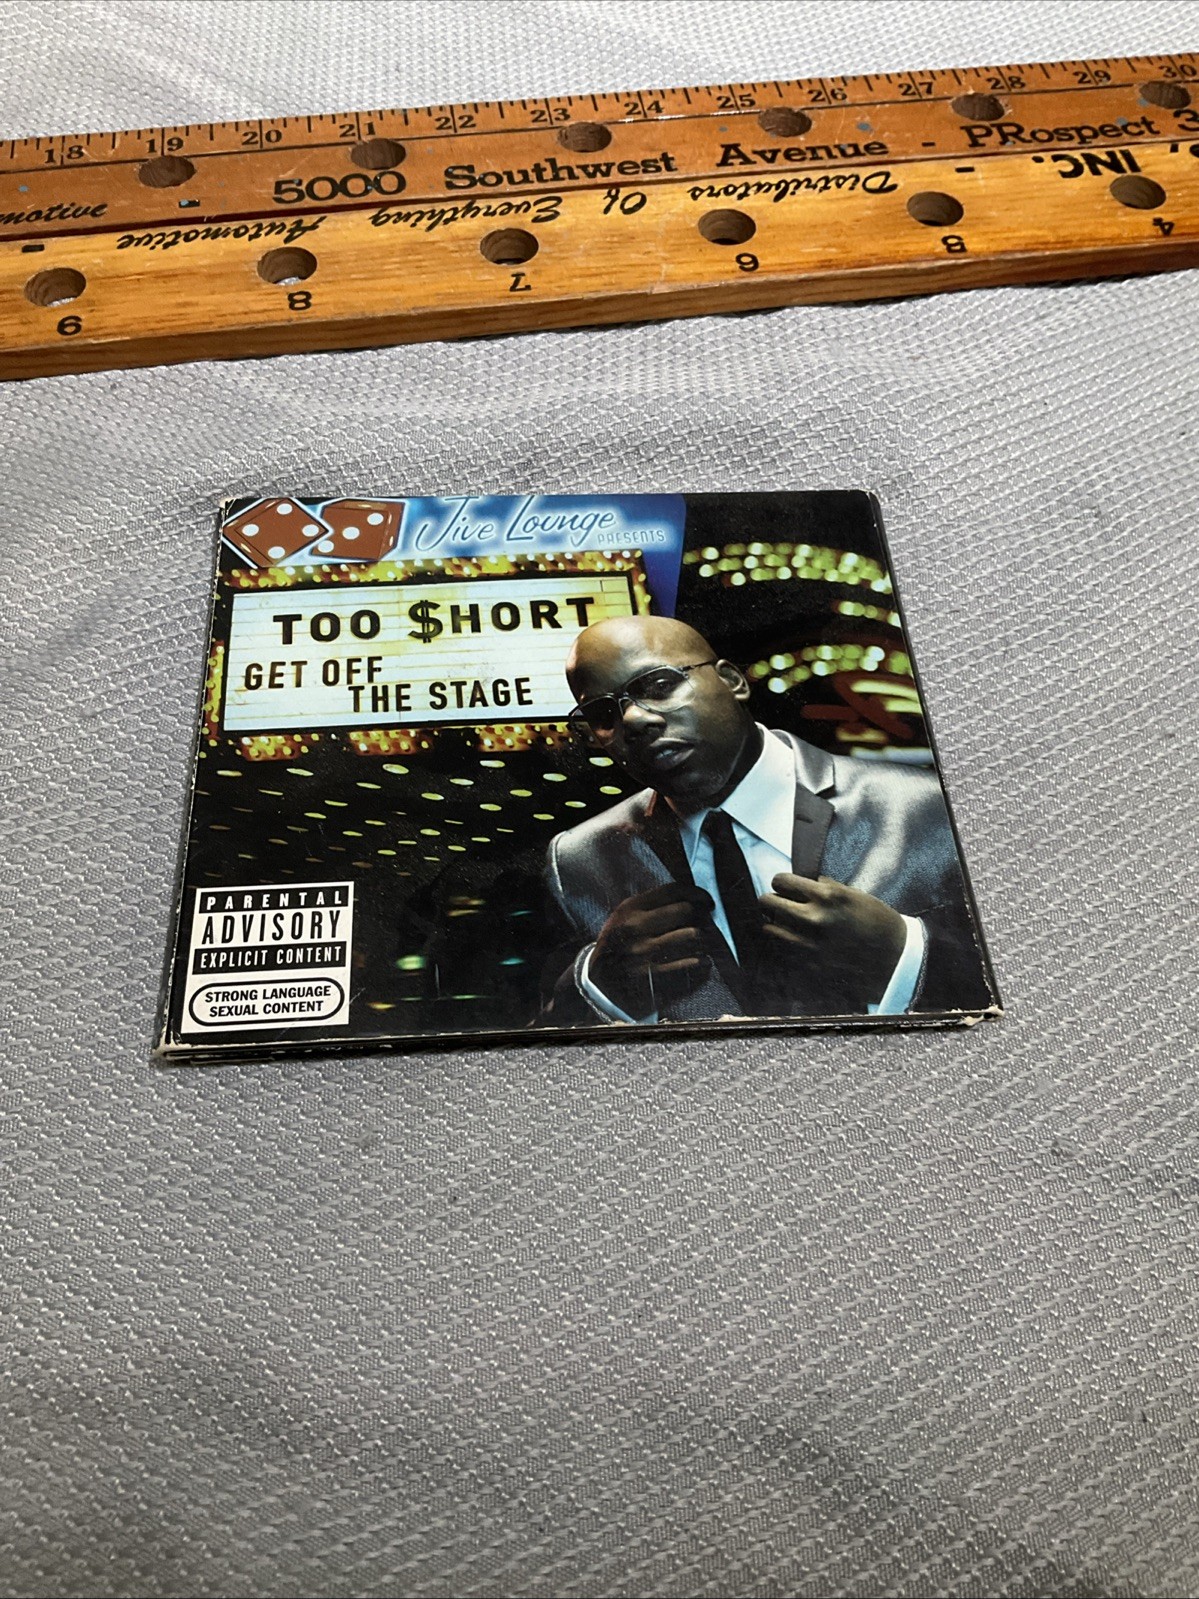 18 19 20 21 22 23 24 25 26 27 28 29 30
5000 Southwest Avenue - PRospect 3
motive - Automotive Everything Of Distributors - INC.
9 8 7 6 5 4
Jive Lounge
PRESENTS
TOO $HORT
GET OFF
THE STAGE
PARENTAL
ADVISORY
EXPLICIT CONTENT
STRONG LANGUAGE
SEXUAL CONTENT